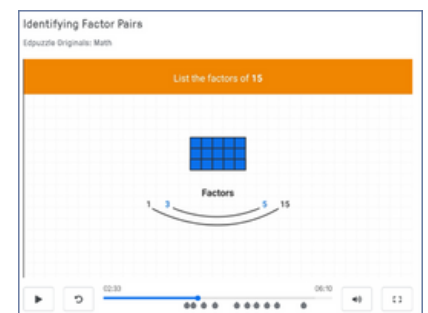 Identifying Factor Pairs
Edpuzzle Originals: Math
List the factors of 15
Factors
1 3 5 15
02:33 06:10